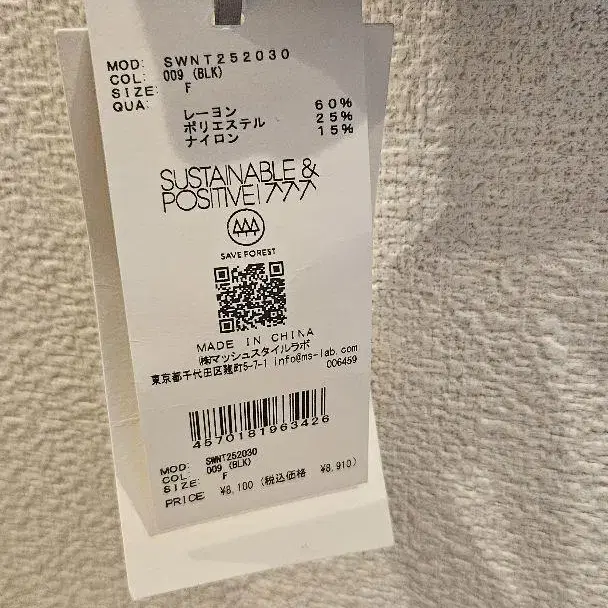 MOD: SWNT252030
COL: 009 (BLK)
SIZE: F
QUA:
レーヨン 60%
ポリエステル 25%
ナイロン 15%
SUSTAINABLE &
POSITIVE! 777
SAVE FOREST
MADE IN CHINA
㈱マッシュスタイルラボ
東京都千代田区麹町5-7-1 info@ms-lab.com
006459
4570181963426
MOD: SWNT252030
COL: 009 (BLK)
SIZE: F
PRICE ¥8,100 (税込価格 ¥8,910)